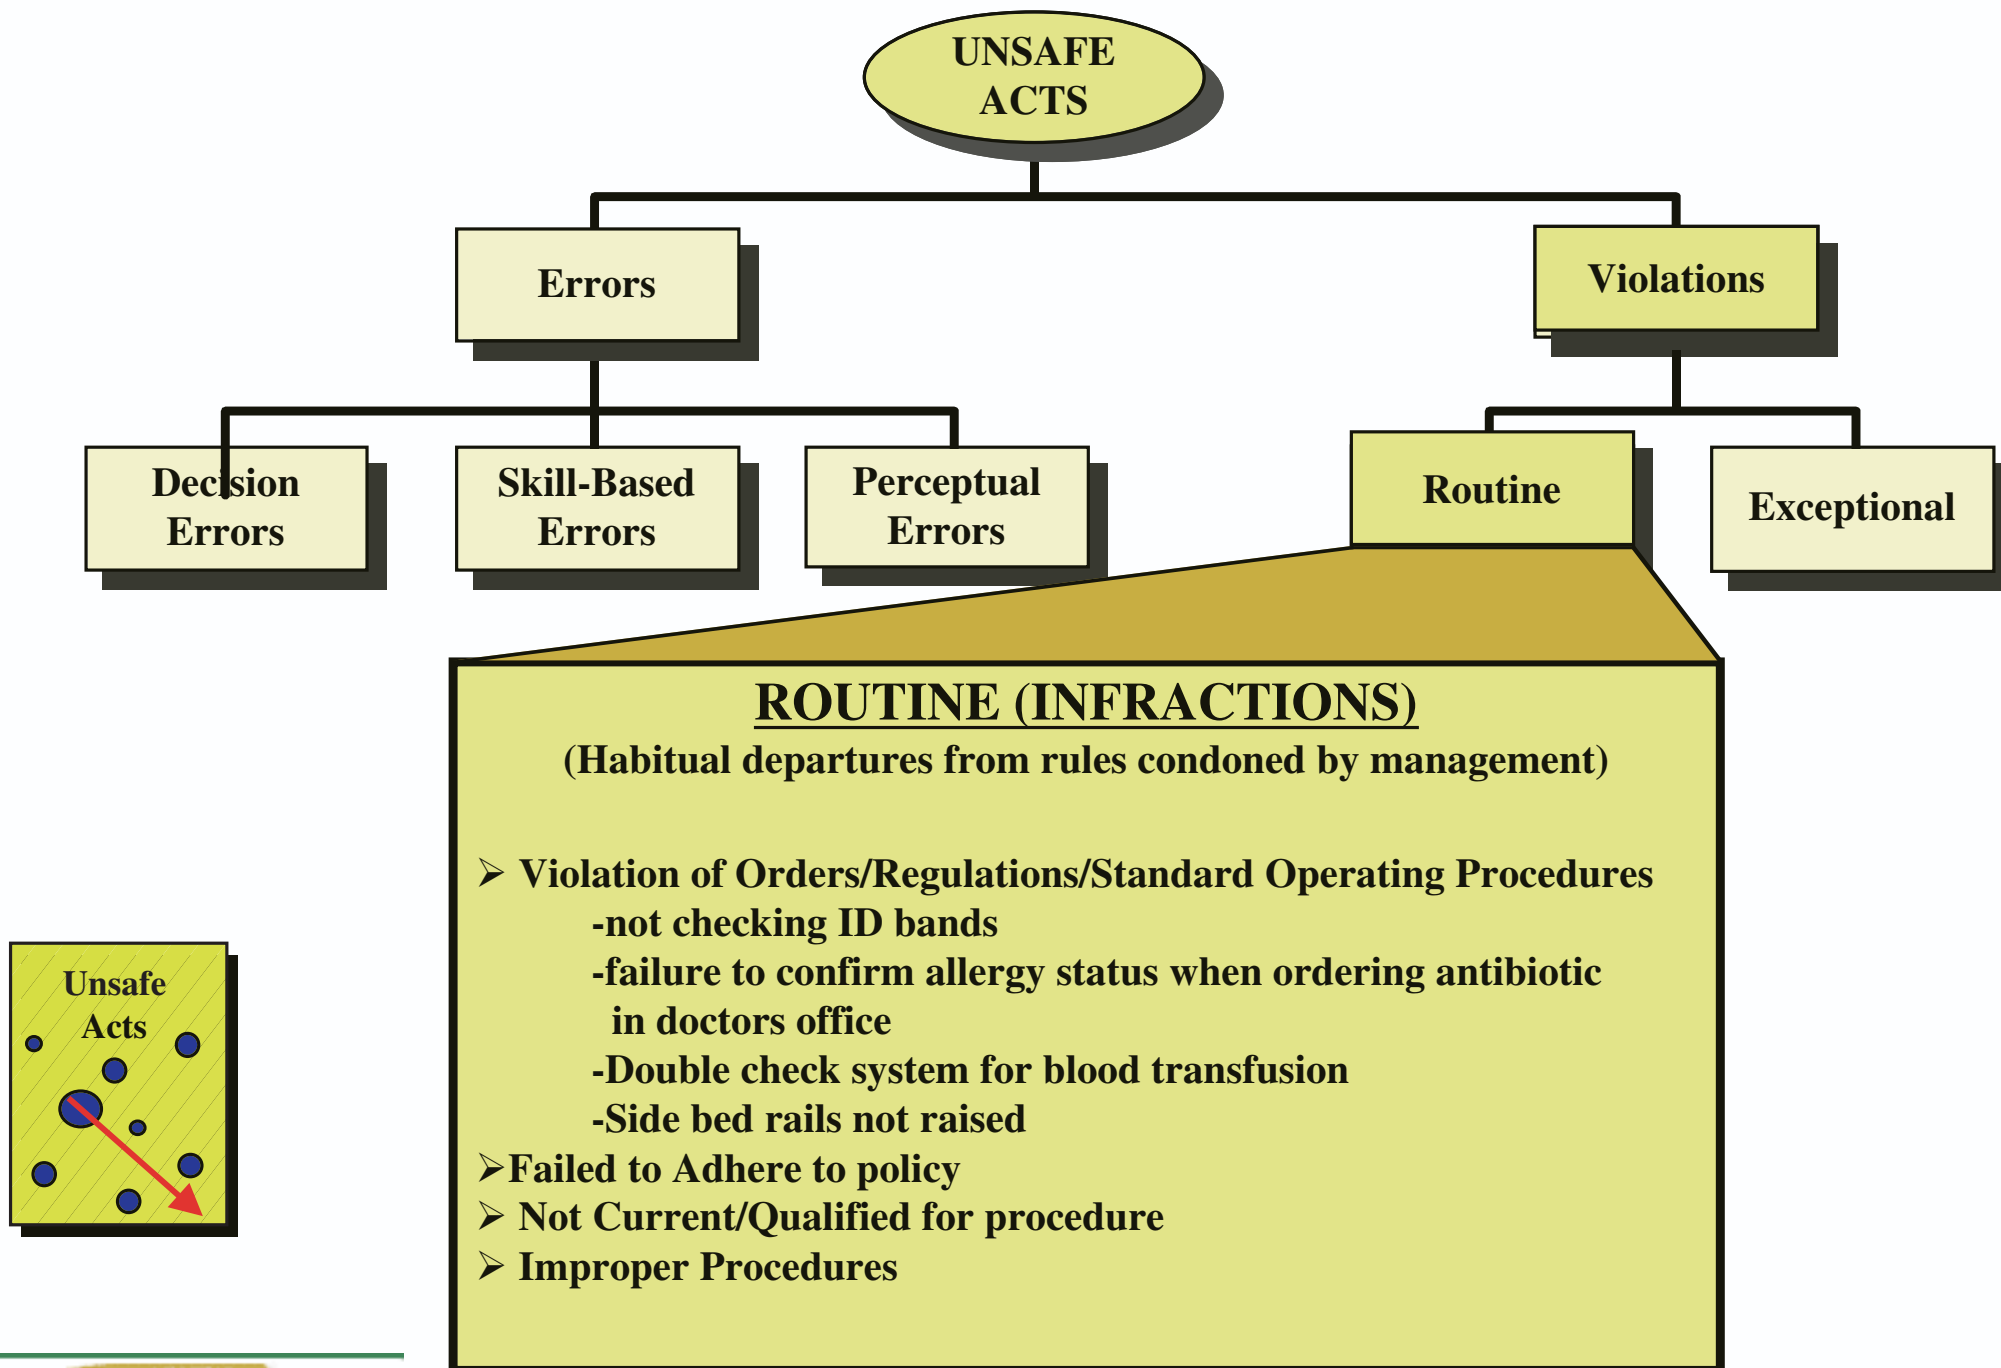 UNSAFE
ACTS
Errors
Violations
Decision
Errors
Skill-Based
Errors
Perceptual
Errors
Routine
Exceptional
ROUTINE (INFRACTIONS)
(Habitual departures from rules condoned by management)
➢ Violation of Orders/Regulations/Standard Operating Procedures
-not checking ID bands
-failure to confirm allergy status when ordering antibiotic
in doctors office
-Double check system for blood transfusion
-Side bed rails not raised
➢Failed to Adhere to policy
➢ Not Current/Qualified for procedure
➢ Improper Procedures
Unsafe
Acts